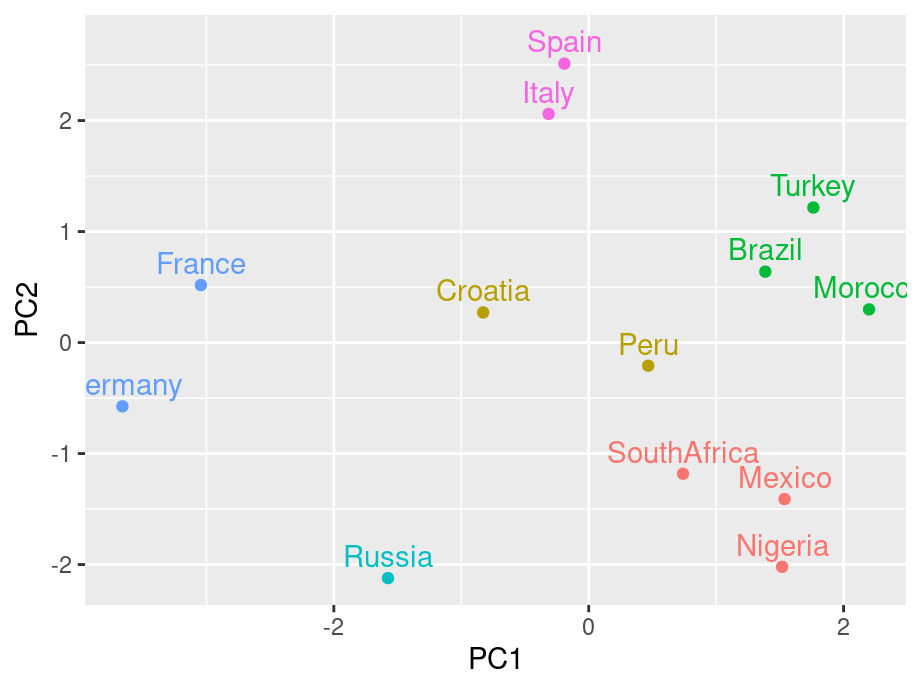 Spain
Italy
2
Turkey
1
Brazil
France
Morocc
Croatia
PC2
0
Peru
ermany
-1
SouthAfrica
Mexico
Nigeria
Russia
-2
-2
0
2
PC1